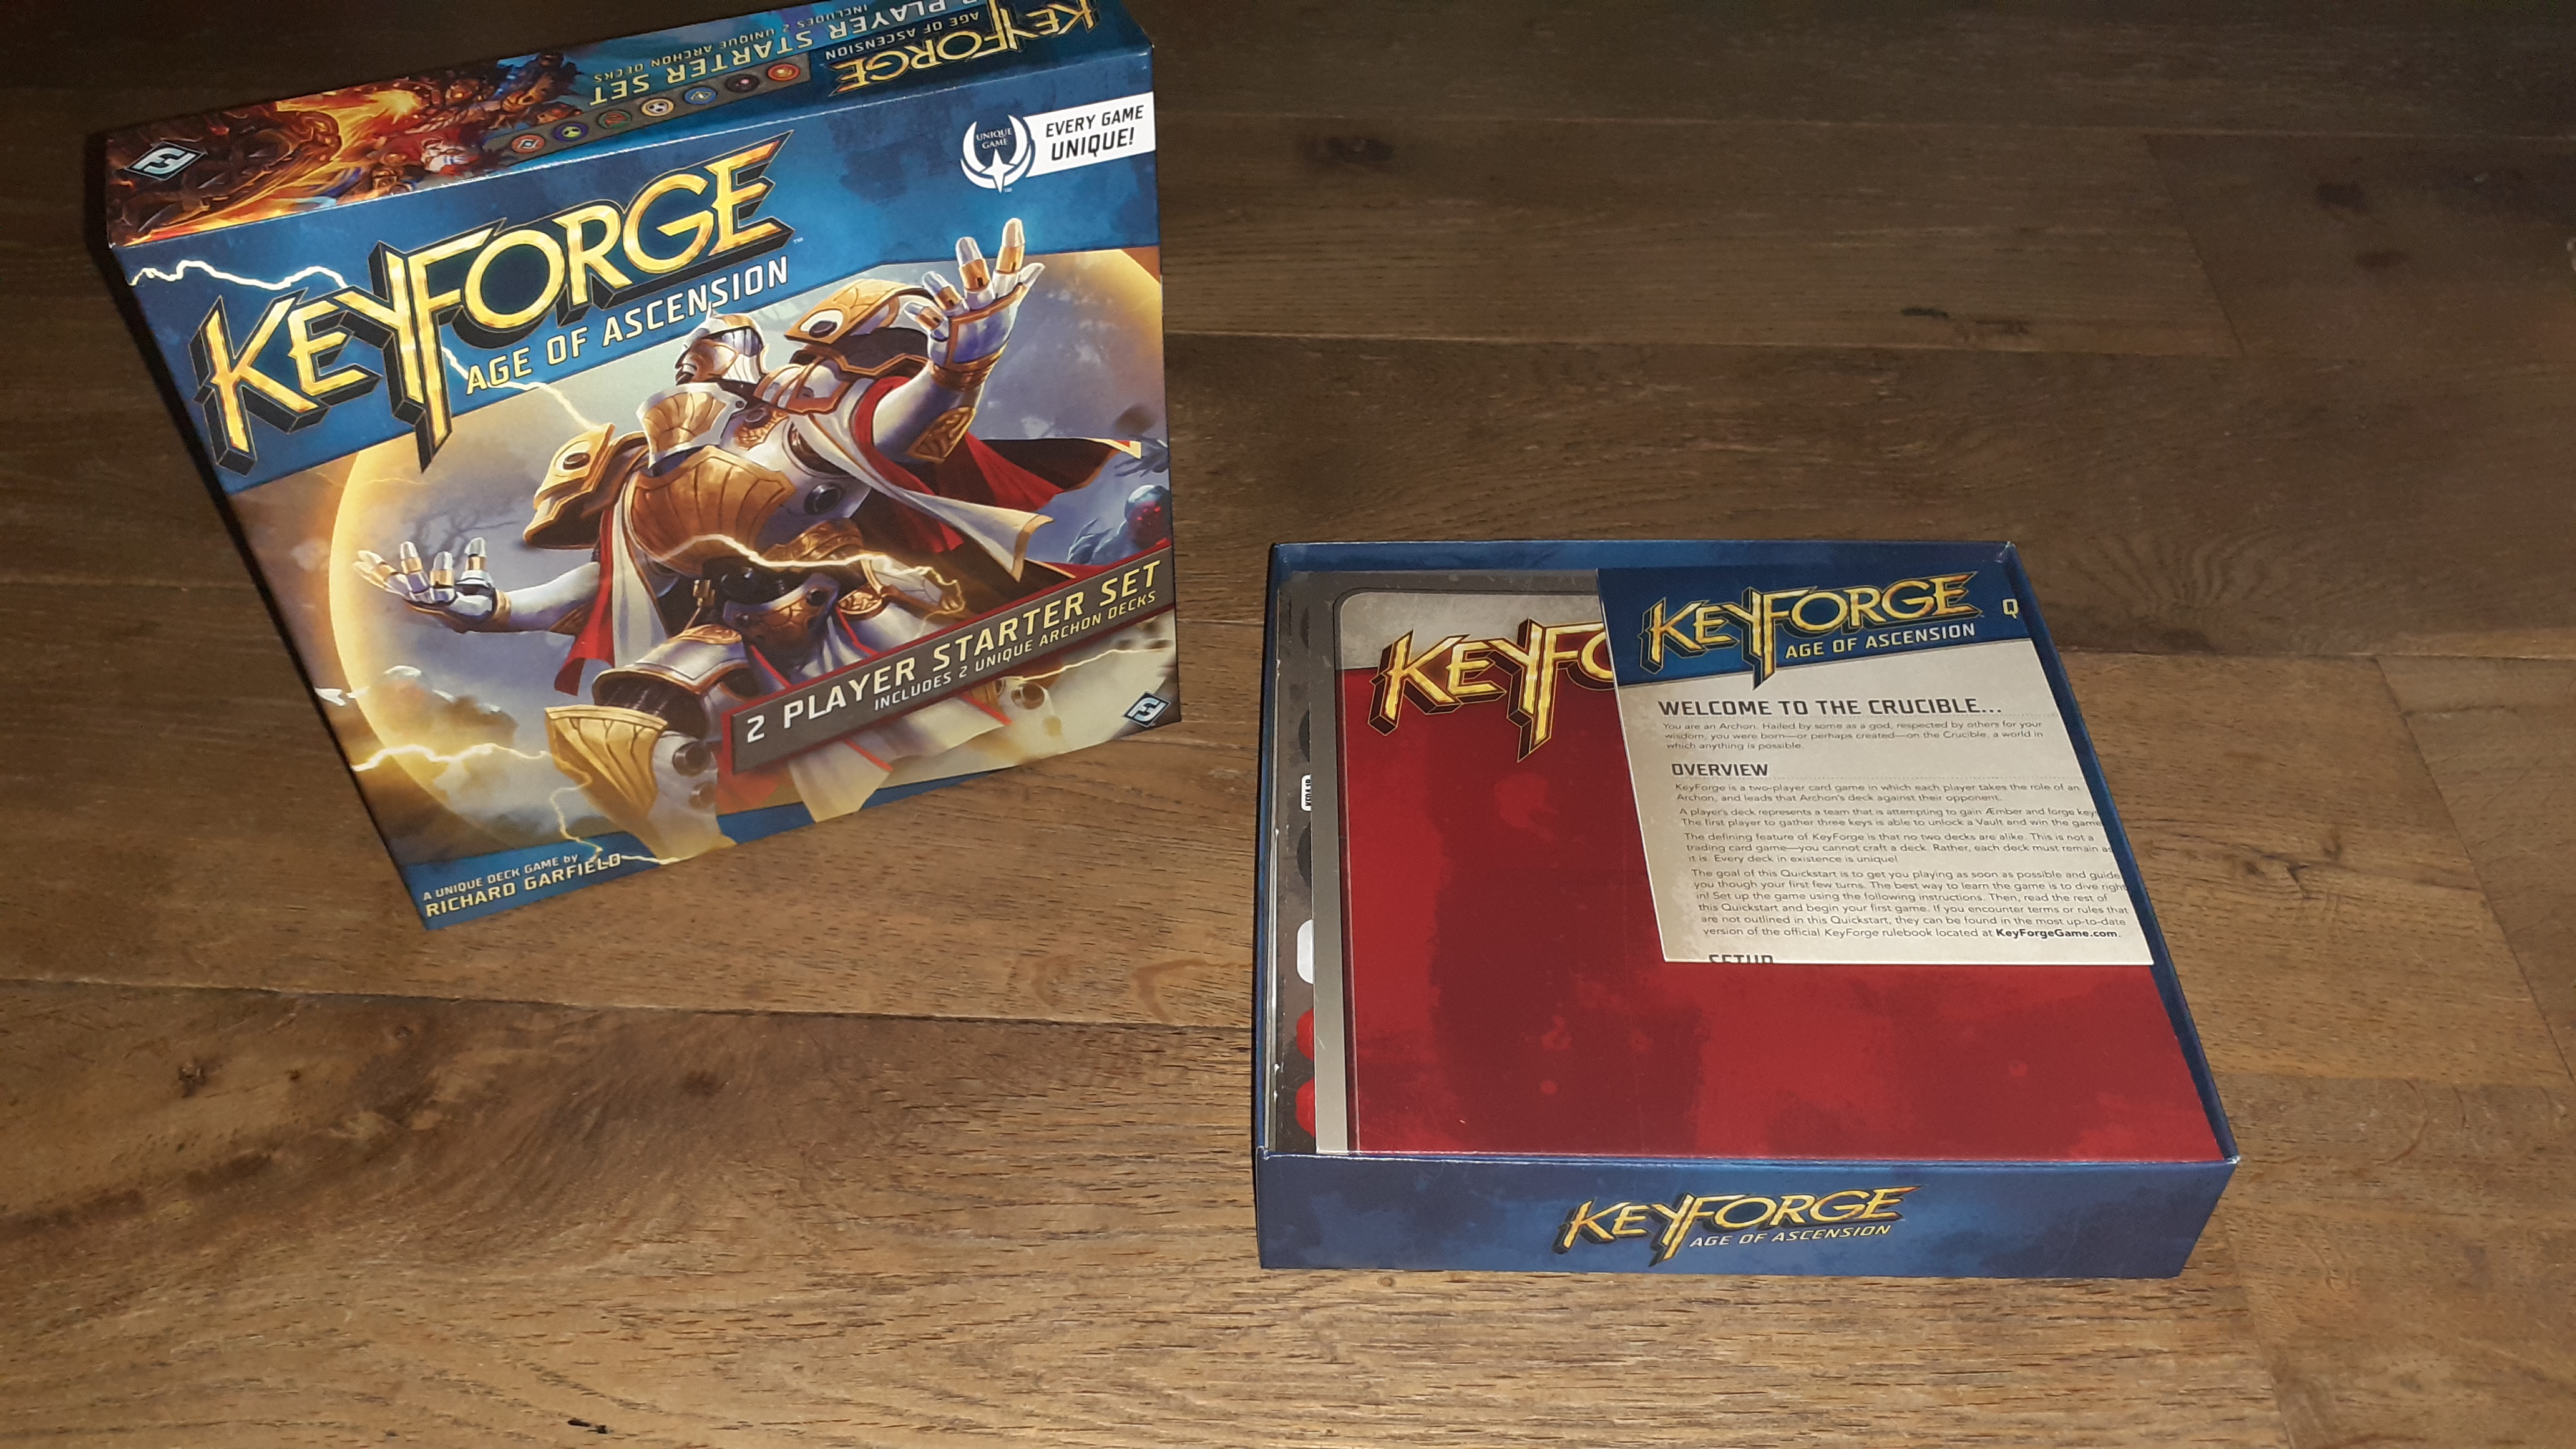 KEYFORGE
AGE OF ASCENSION
2 PLAYER STARTER SET
INCLUDES 2 UNIQUE ARCHON DECKS
UNIQUE
GAME
EVERY GAME
UNIQUE!
KEYFORGE
AGE OF ASCENSION
2 PLAYER STARTER SET
INCLUDES 2 UNIQUE ARCHON DECKS
A UNIQUE DECK GAME by
RICHARD GARFIELD
KEYFO
KEYFORGE
AGE OF ASCENSION
Q
WELCOME TO THE CRUCIBLE...
You are an Archon. Hailed by some as a god, respected by others for your
wisdom, you were born—or perhaps created—on the Crucible, a world in
which anything is possible.
OVERVIEW
KeyForge is a two-player card game in which each player takes the role of an
Archon, and leads that Archon's deck against their opponent.
A player's deck represents a team that is attempting to gain Æmber and forge key
The first player to gather three keys is able to unlock a Vault and win the game
The defining feature of KeyForge is that no two decks are alike. This is not a
trading card game—you cannot craft a deck. Rather, each deck must remain as
it is. Every deck in existence is unique!
The goal of this Quickstart is to get you playing as soon as possible and guide
you though your first few turns. The best way to learn the game is to dive right
in! Set up the game using the following instructions. Then, read the rest of
this Quickstart and begin your first game. If you encounter terms or rules that
are not outlined in this Quickstart, they can be found in the most up-to-date
version of the official KeyForge rulebook located at KeyForgeGame.com.
SETUP
KEYFORGE
AGE OF ASCENSION